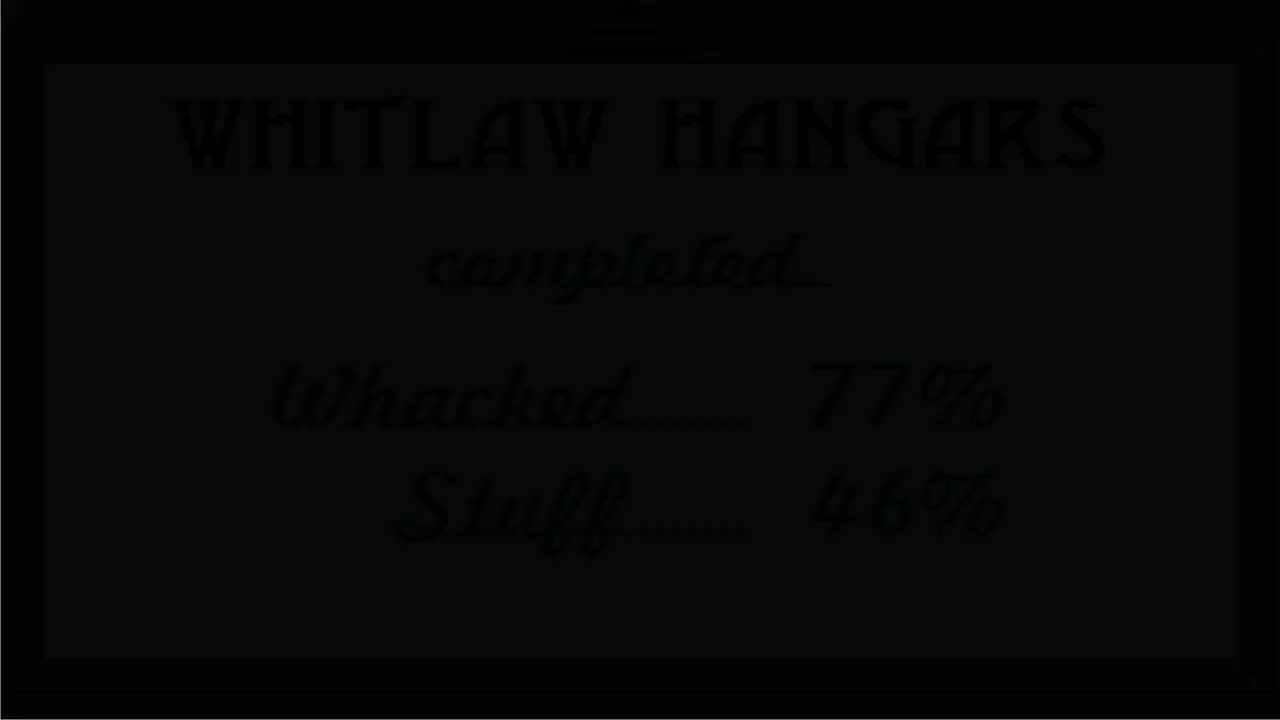 WHITLAW HANGARS
completed
Whacked....... 77%
Stuff........ 46%